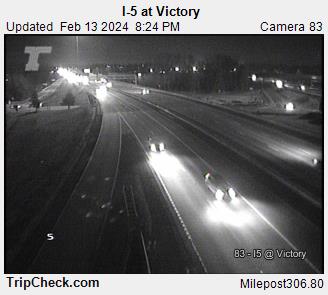 I-5 at Victory
Updated  Feb 13 2024  8:24 PM
Camera 83
T
S
83 - I5 @ Victory
TripCheck.com
Milepost306.80